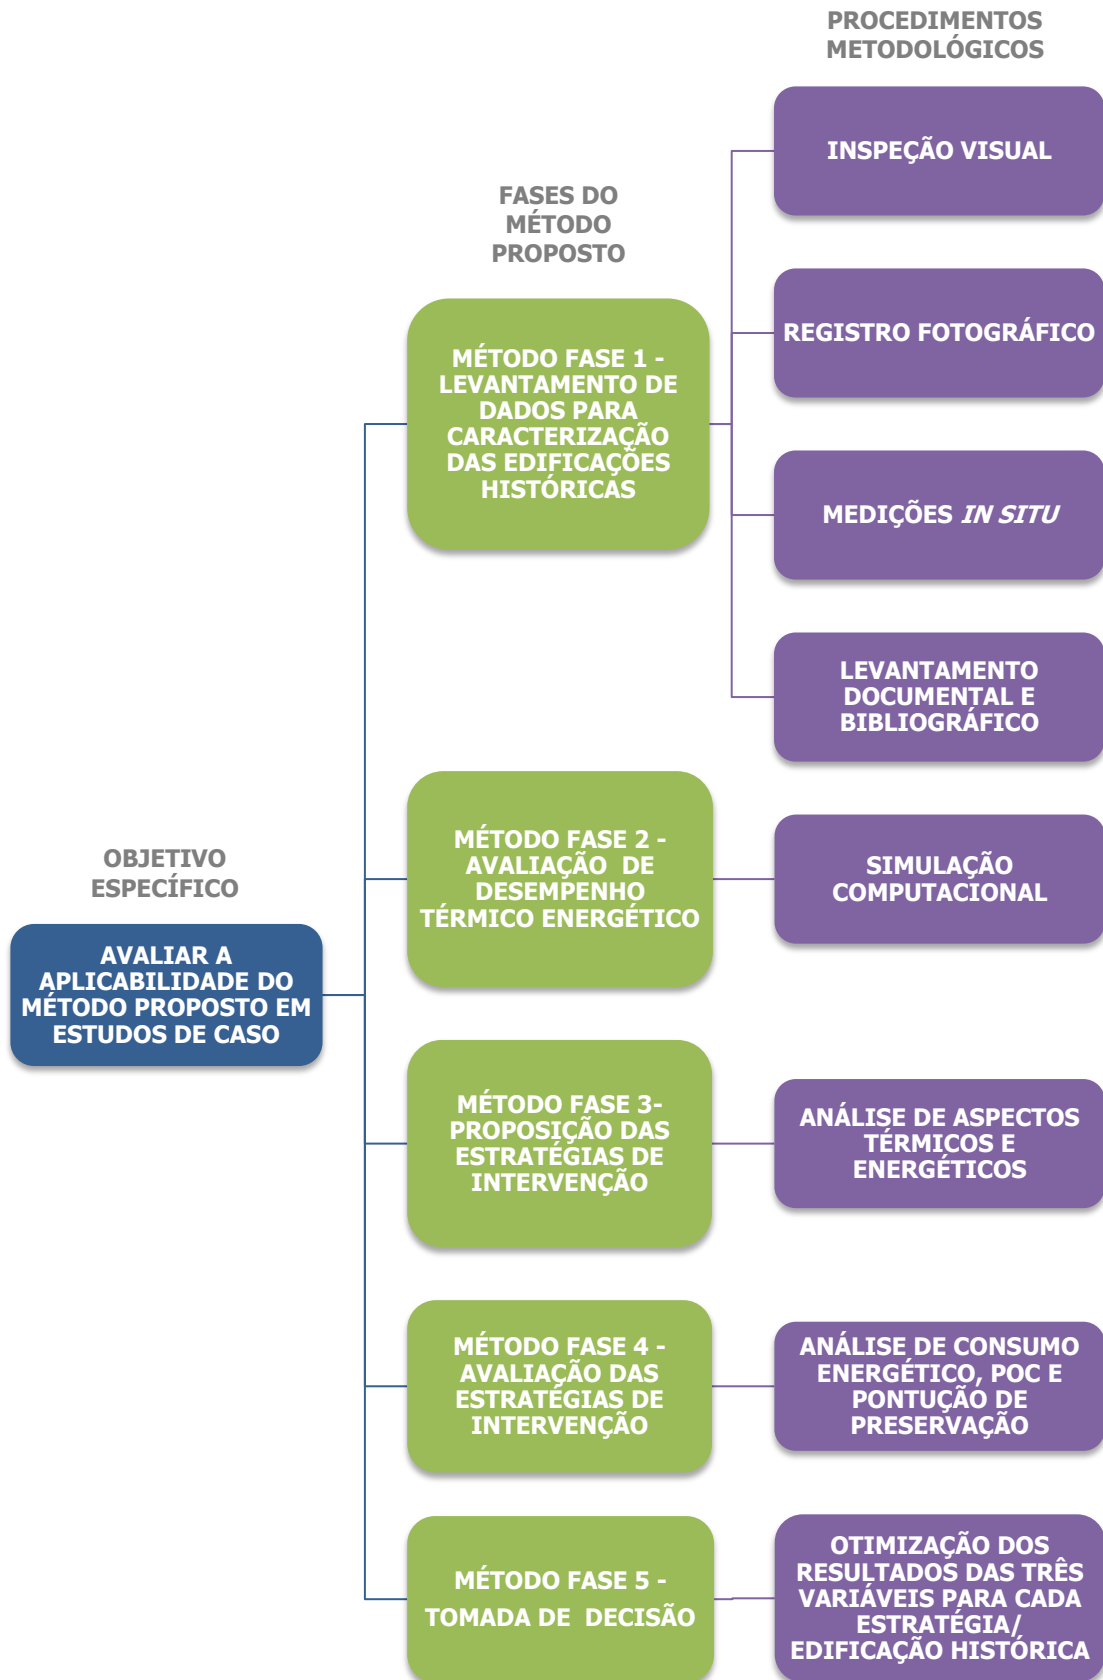 PROCEDIMENTOS
METODOLÓGICOS
INSPEÇÃO VISUAL
FASES DO
MÉTODO
PROPOSTO
REGISTRO FOTOGRÁFICO
MÉTODO FASE 1 -
LEVANTAMENTO DE
DADOS PARA
CARACTERIZAÇÃO
DAS EDIFICAÇÕES
HISTÓRICAS
MEDIÇÕES IN SITU
LEVANTAMENTO
DOCUMENTAL E
BIBLIOGRÁFICO
OBJETIVO
ESPECÍFICO
AVALIAR A
APLICABILIDADE DO
MÉTODO PROPOSTO EM
ESTUDOS DE CASO
MÉTODO FASE 2 -
AVALIAÇÃO DE
DESEMPENHO
TÉRMICO ENERGÉTICO
SIMULAÇÃO
COMPUTACIONAL
MÉTODO FASE 3-
PROPOSIÇÃO DAS
ESTRATÉGIAS DE
INTERVENÇÃO
ANÁLISE DE ASPECTOS
TÉRMICOS E
ENERGÉTICOS
MÉTODO FASE 4 -
AVALIAÇÃO DAS
ESTRATÉGIAS DE
INTERVENÇÃO
ANÁLISE DE CONSUMO
ENERGÉTICO, POC E
PONTUÇÃO DE
PRESERVAÇÃO
MÉTODO FASE 5 -
TOMADA DE DECISÃO
OTIMIZAÇÃO DOS
RESULTADOS DAS TRÊS
VARIÁVEIS PARA CADA
ESTRATÉGIA/
EDIFICAÇÃO HISTÓRICA